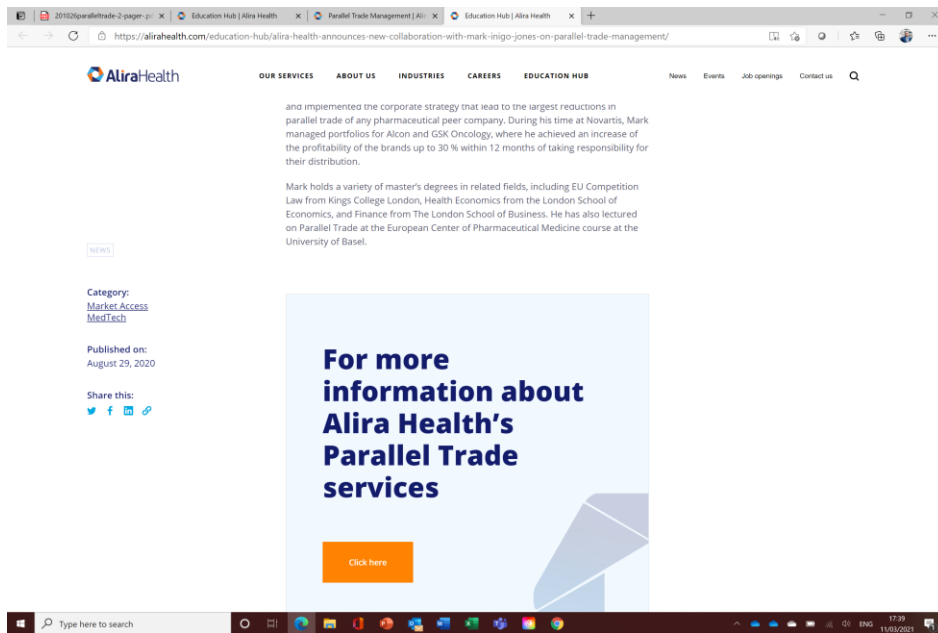 201026paralleltrade-2-pager-.pd
Education Hub | Alira Health
Parallel Trade Management | Alir
Education Hub | Alira Health
https://alirahealth.com/education-hub/alira-health-announces-new-collaboration-with-mark-inigo-jones-on-parallel-trade-management/
AliraHealth
OUR SERVICES ABOUT US INDUSTRIES CAREERS EDUCATION HUB News Events Job openings Contact us
and implemented the corporate strategy that lead to the largest reductions in
parallel trade of any pharmaceutical peer company. During his time at Novartis, Mark
managed portfolios for Alcon and GSK Oncology, where he achieved an increase of
the profitability of the brands up to 30 % within 12 months of taking responsibility for
their distribution.
Mark holds a variety of master's degrees in related fields, including EU Competition
Law from Kings College London, Health Economics from the London School of
Economics, and Finance from The London School of Business. He has also lectured
on Parallel Trade at the European Center of Pharmaceutical Medicine course at the
University of Basel.
NEWS
Category:
Market Access
MedTech
Published on:
August 29, 2020
Share this:
For more
information about
Alira Health's
Parallel Trade
services
Click here
Type here to search
ENG
17:39
11/03/2021